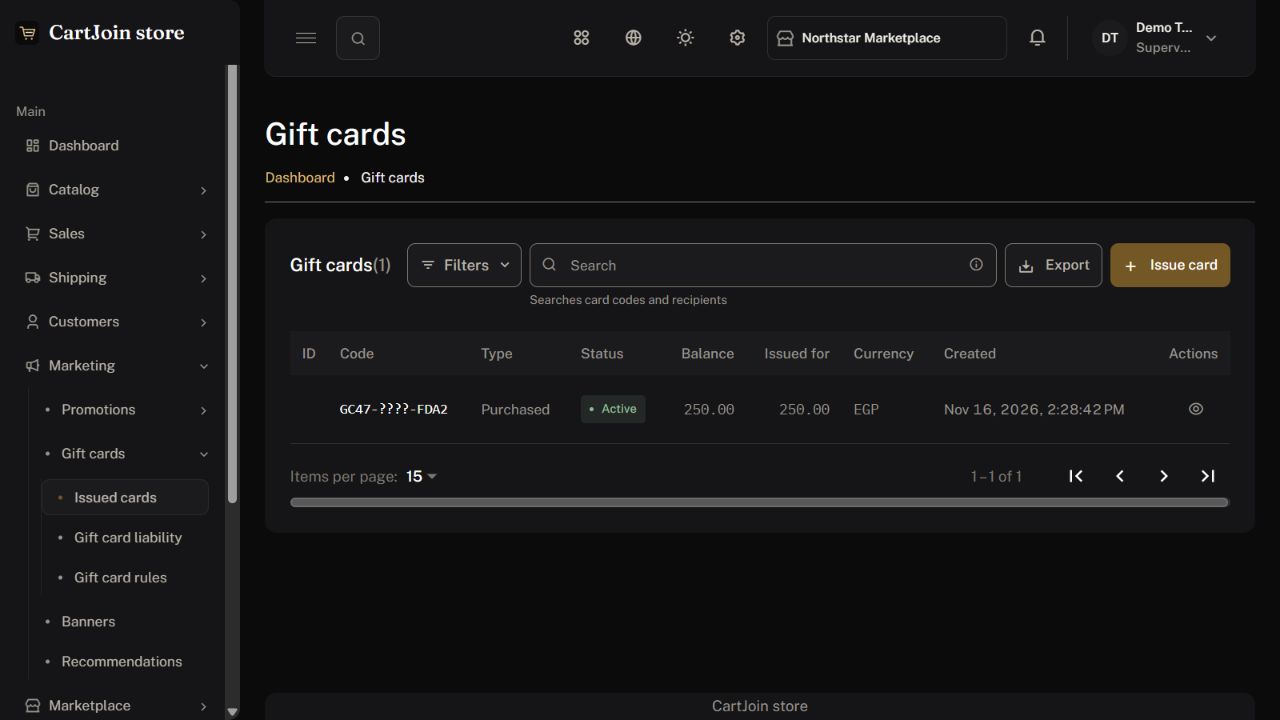 CartJoin store
Northstar Marketplace
DT
Demo T...
Superv...
Main
Dashboard
Catalog
Sales
Shipping
Customers
Marketing
Promotions
Gift cards
Issued cards
Gift card liability
Gift card rules
Banners
Recommendations
Marketplace
Gift cards
Dashboard • Gift cards
Gift cards(1)
Filters
Search
Export
+ Issue card
Searches card codes and recipients
ID Code Type Status Balance Issued for Currency Created Actions
GC47-????-FDA2 Purchased • Active 250.00 250.00 EGP Nov 16, 2026, 2:28:42 PM
Items per page: 15
1–1 of 1
CartJoin store